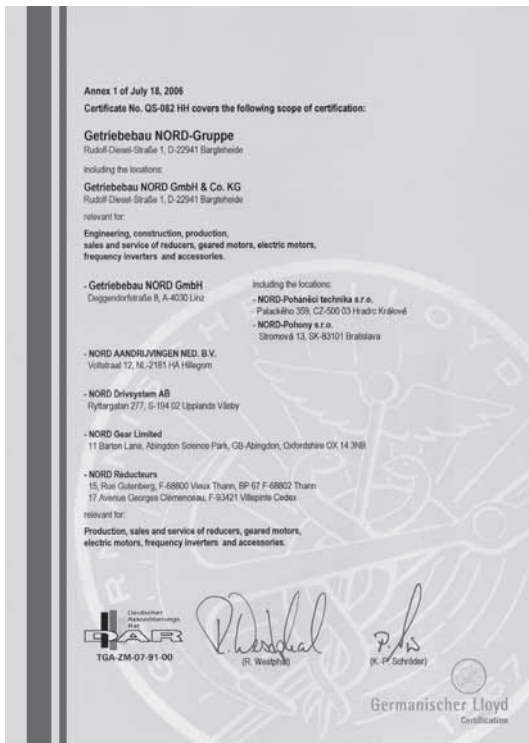 Annex 1 of July 18, 2006
Certificate No. QS-082 HH covers the following scope of certification:
Getriebebau NORD-Gruppe
Rudolf-Diesel-Straße 1, D-22941 Bargteheide
including the locations:
Getriebebau NORD GmbH & Co. KG
Rudolf-Diesel-Straße 1, D-22941 Bargteheide
relevant for:
Engineering, construction, production,
sales and service of reducers, geared motors, electric motors,
frequency inverters and accessories.
- Getriebebau NORD GmbH
Deggendorfstraße 8, A-4030 Linz
including the locations:
- NORD-Poháněcí technika s.r.o.
Palackého 359, CZ-500 03 Hradec Králové
- NORD-Pohony s.r.o.
Stromová 13, SK-83101 Bratislava
- NORD AANDRIJVINGEN NED. B.V.
Voltstraat 12, NL-2181 HA Hillegom
- NORD Drivsystem AB
Ryttargatan 277, S-194 02 Upplands Väsby
- NORD Gear Limited
11 Barton Lane, Abingdon Science Park, GB-Abingdon, Oxfordshire OX 14 3NB
- NORD Réducteurs
15, Rue Gutenberg, F-68800 Vieux Thann, BP 67 F-68802 Thann
17 Avenue Georges Clémenceau, F-93421 Villepinte Cedex
relevant for:
Production, sales and service of reducers, geared motors,
electric motors, frequency inverters and accessories.
Deutscher
Akkreditierungs
Rat
DAR
TGA-ZM-07-91-00
(R. Westphal)
(K.-P. Schröder)
Germanischer Lloyd
Certification